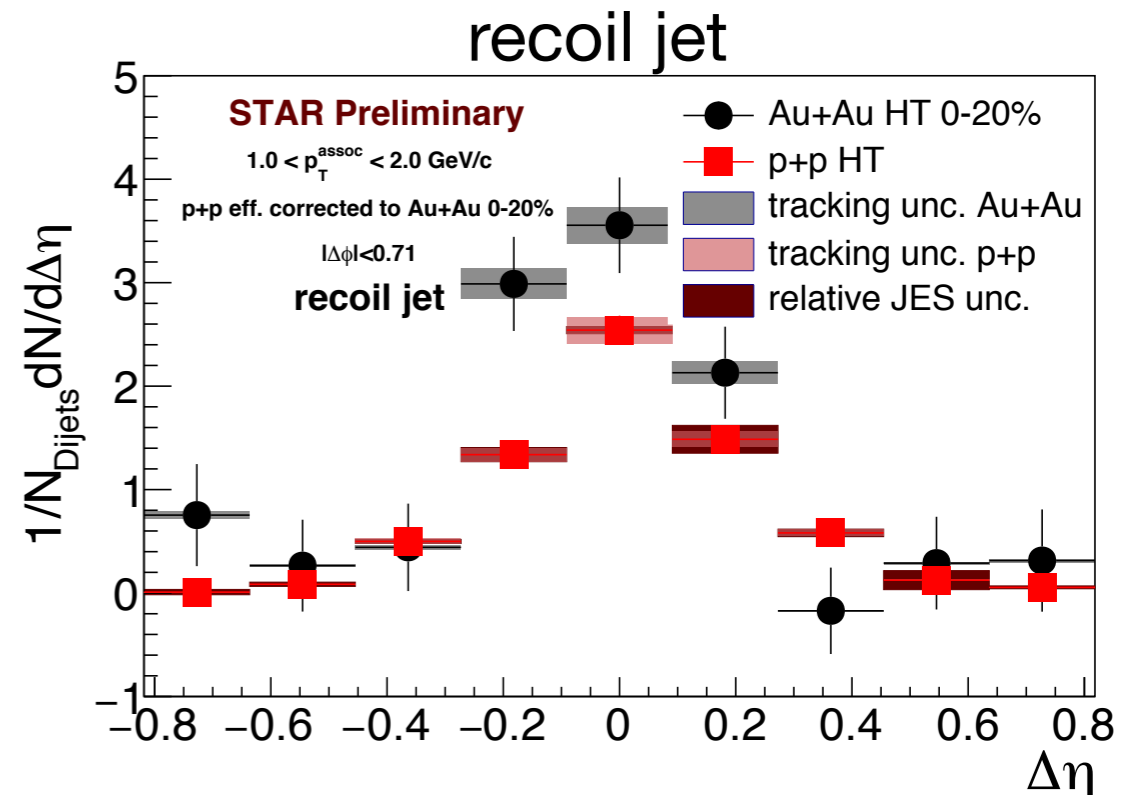 recoil jet
STAR Preliminary
1.0 < p_T^assoc < 2.0 GeV/c
p+p eff. corrected to Au+Au 0-20%
|Δϕ|<0.71
recoil jet
Au+Au HT 0-20%
p+p HT
tracking unc. Au+Au
tracking unc. p+p
relative JES unc.
1/N_Dijets dN/dΔη
5
4
3
2
1
0
−1
−0.8 −0.6 −0.4 −0.2 0 0.2 0.4 0.6 0.8
Δη